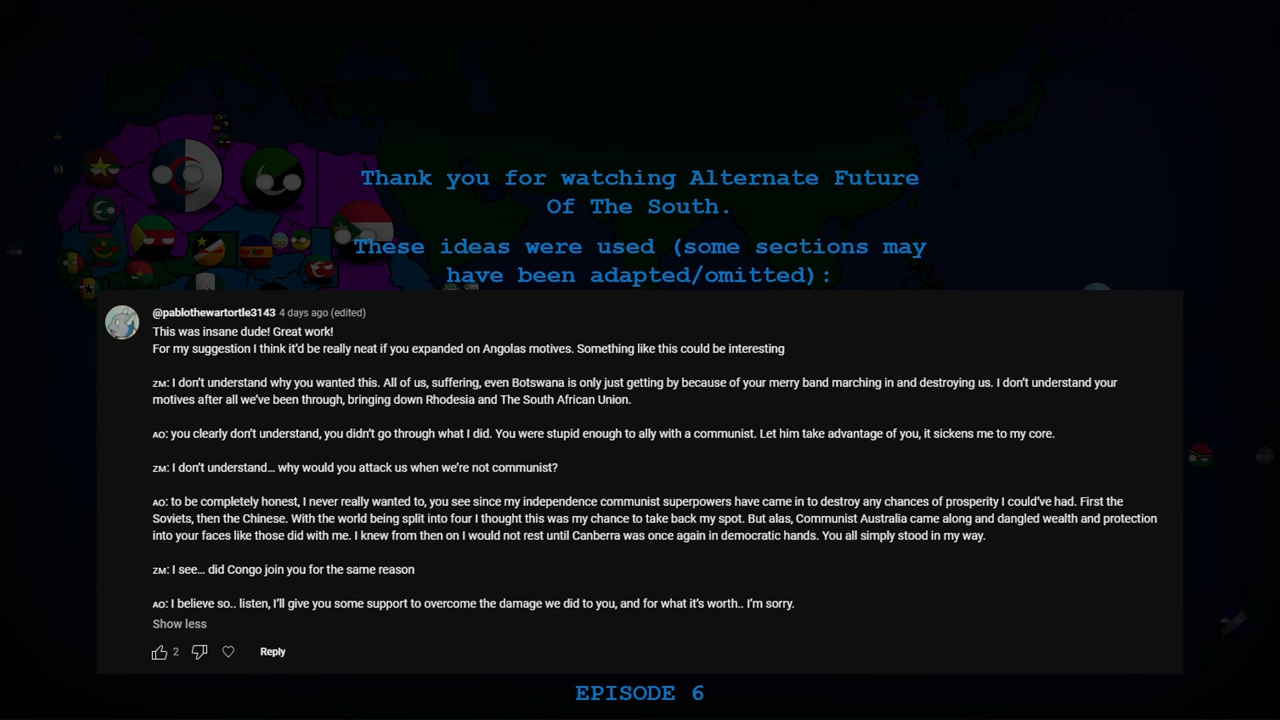 Thank you for watching Alternate Future
Of The South.
These ideas were used (some sections may
have been adapted/omitted):
@pablothewartortle3143 4 days ago (edited)
This was insane dude! Great work!
For my suggestion I think it'd be really neat if you expanded on Angolas motives. Something like this could be interesting
ZM: I don't understand why you wanted this. All of us, suffering, even Botswana is only just getting by because of your merry band marching in and destroying us. I don't understand your
motives after all we've been through, bringing down Rhodesia and The South African Union.
AO: you clearly don't understand, you didn't go through what I did. You were stupid enough to ally with a communist. Let him take advantage of you, it sickens me to my core.
ZM: I don't understand… why would you attack us when we're not communist?
AO: to be completely honest, I never really wanted to, you see since my independence communist superpowers have came in to destroy any chances of prosperity I could've had. First the
Soviets, then the Chinese. With the world being split into four I thought this was my chance to take back my spot. But alas, Communist Australia came along and dangled wealth and protection
into your faces like those did with me. I knew from then on I would not rest until Canberra was once again in democratic hands. You all simply stood in my way.
ZM: I see… did Congo join you for the same reason
AO: I believe so.. listen, I'll give you some support to overcome the damage we did to you, and for what it's worth.. I'm sorry.
Show less
2 Reply
EPISODE 6